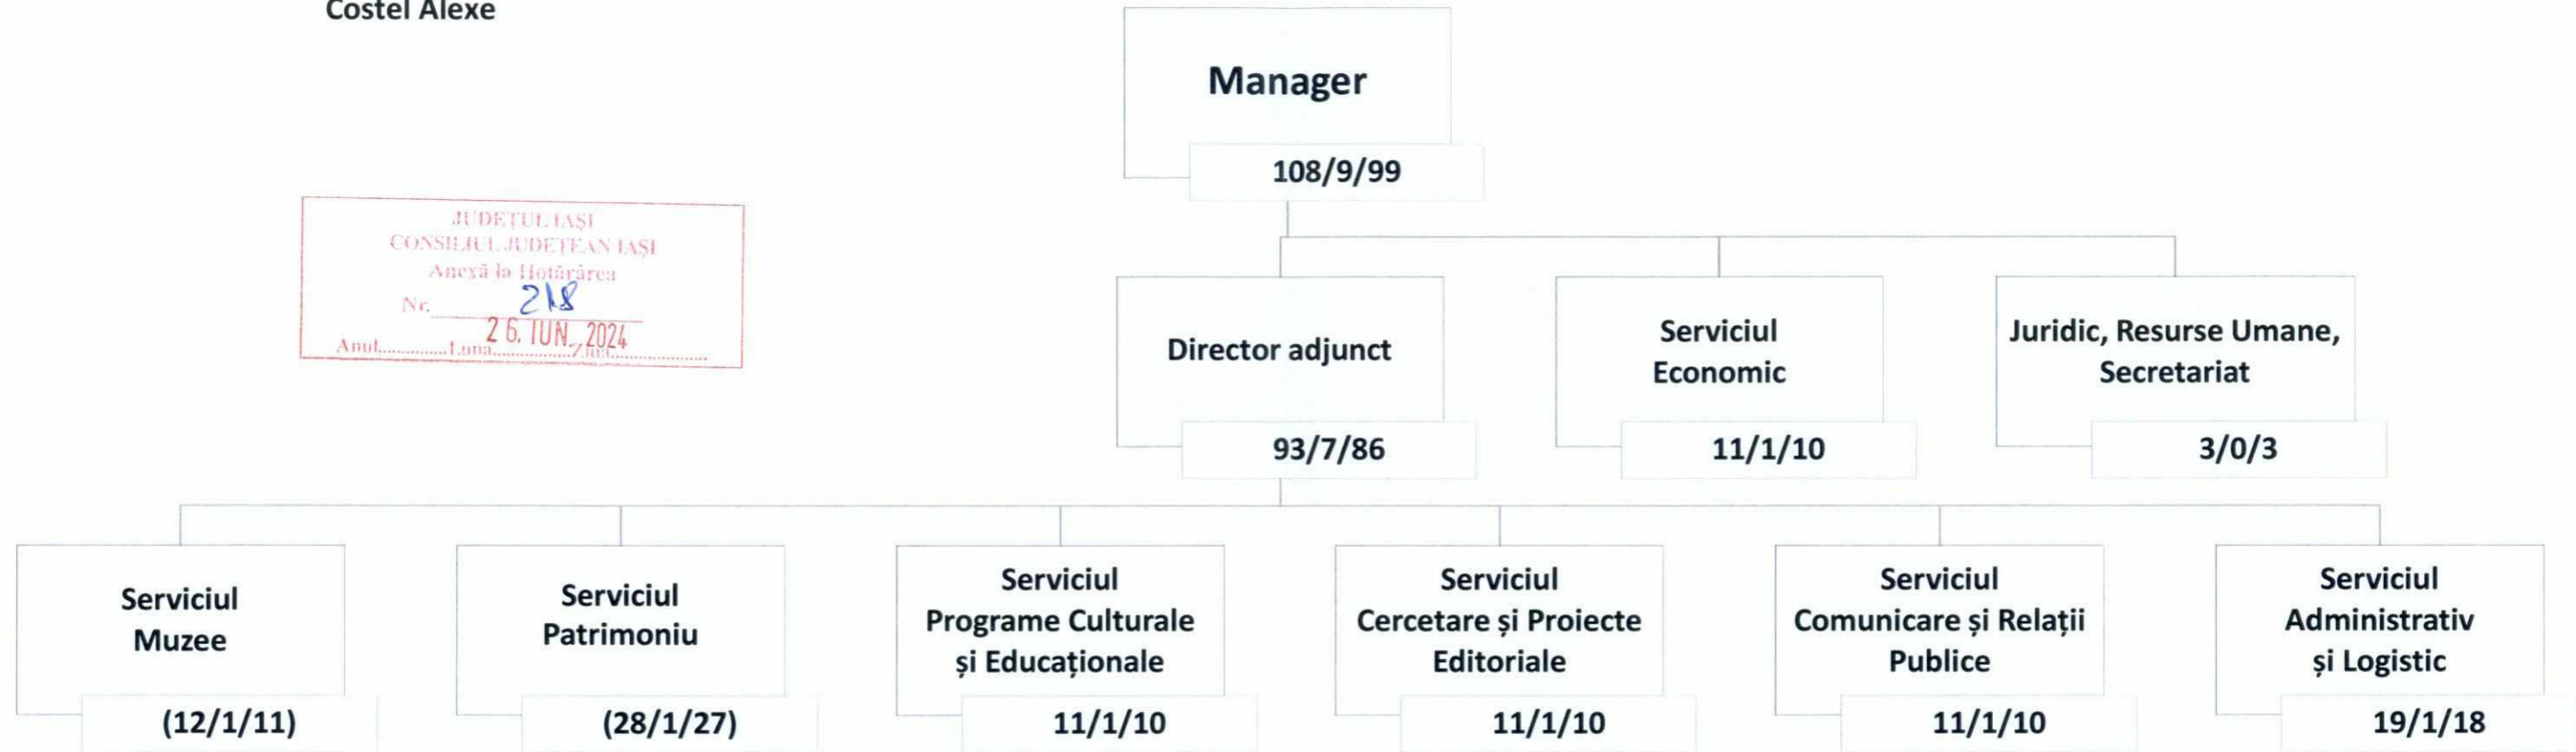 Costel Alexe
Manager
108/9/99
JUDEȚUL IAȘI
CONSILIUL JUDEȚEAN IAȘI
Anexă la Hotărârea
Nr. 218
26. IUN. 2024
Anul............Luna..............Ziua..................
Director adjunct
93/7/86
Serviciul
Economic
11/1/10
Juridic, Resurse Umane,
Secretariat
3/0/3
Serviciul
Muzee
(12/1/11)
Serviciul
Patrimoniu
(28/1/27)
Serviciul
Programe Culturale
și Educaționale
11/1/10
Serviciul
Cercetare și Proiecte
Editoriale
11/1/10
Serviciul
Comunicare și Relații
Publice
11/1/10
Serviciul
Administrativ
și Logistic
19/1/18